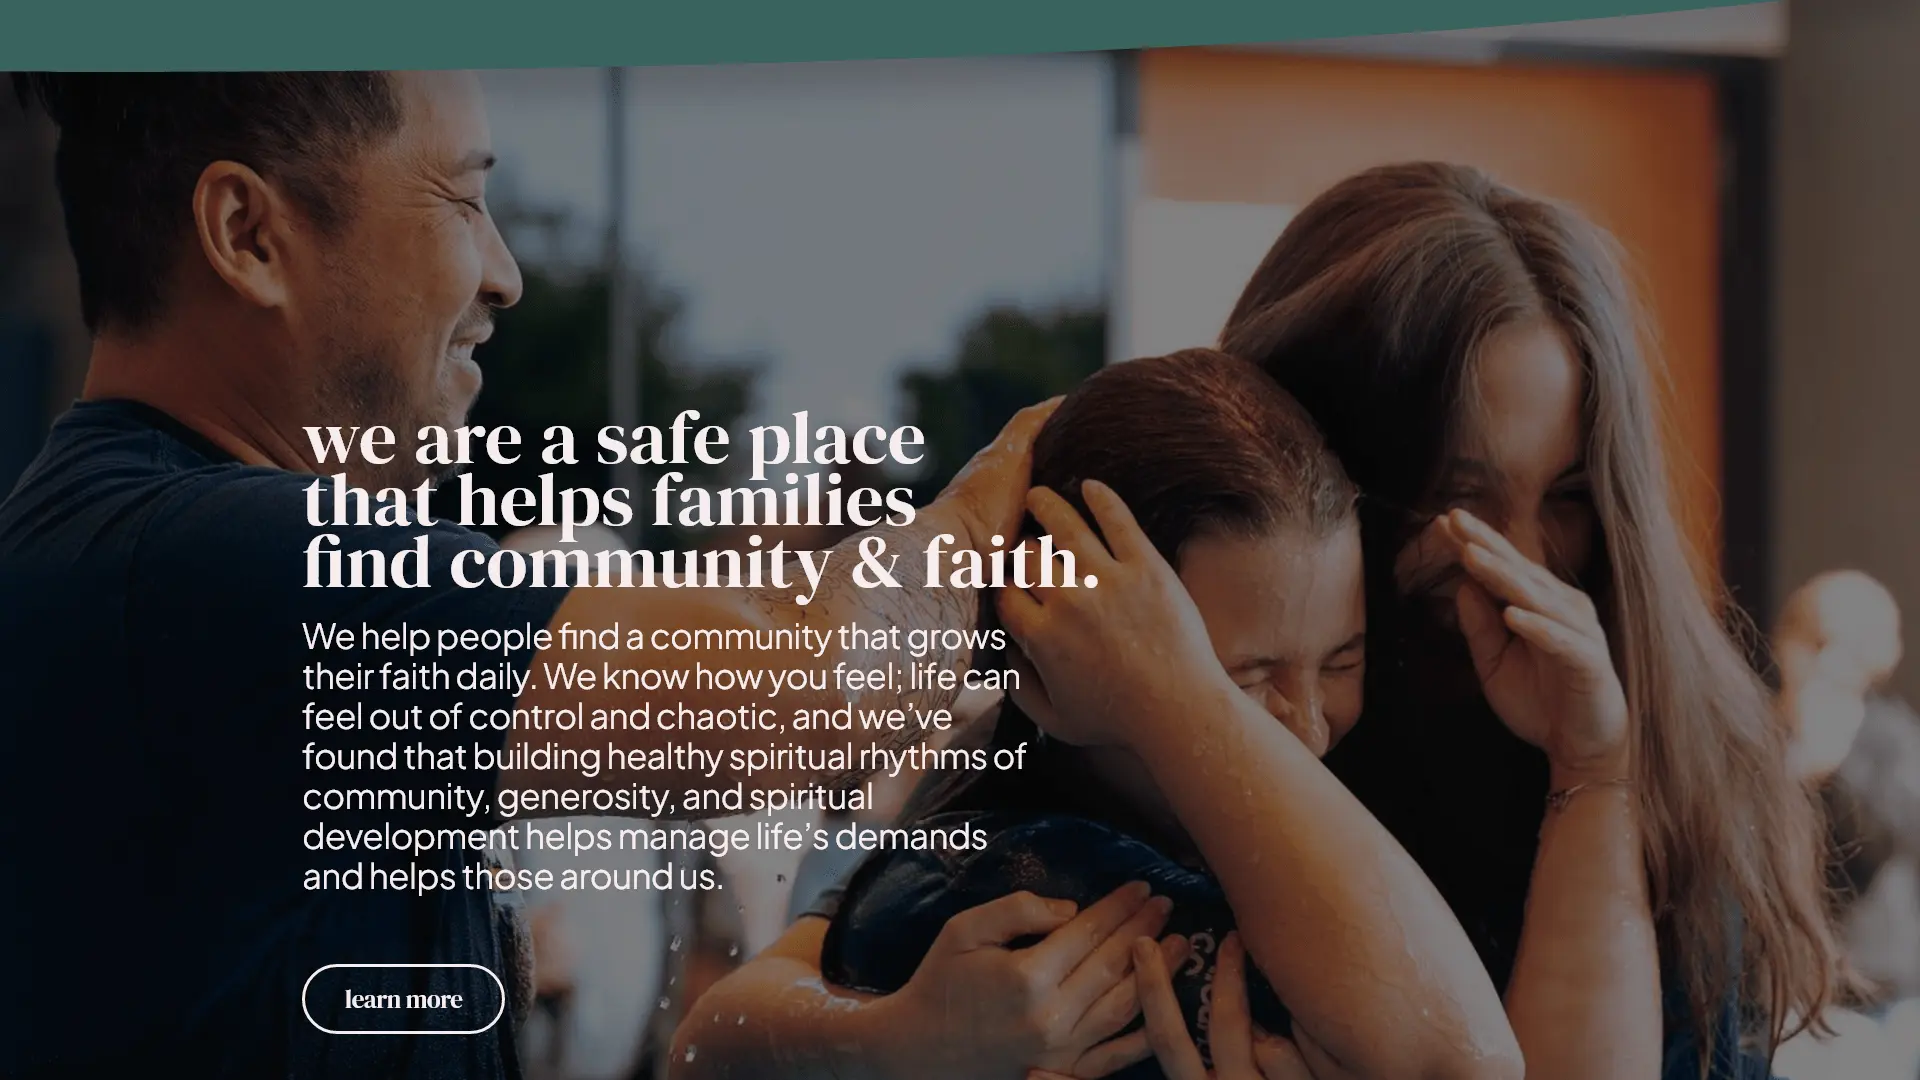 we are a safe place
that helps families
find community & faith.
We help people find a community that grows
their faith daily. We know how you feel; life can
feel out of control and chaotic, and we’ve
found that building healthy spiritual rhythms of
community, generosity, and spiritual
development helps manage life’s demands
and helps those around us.
learn more